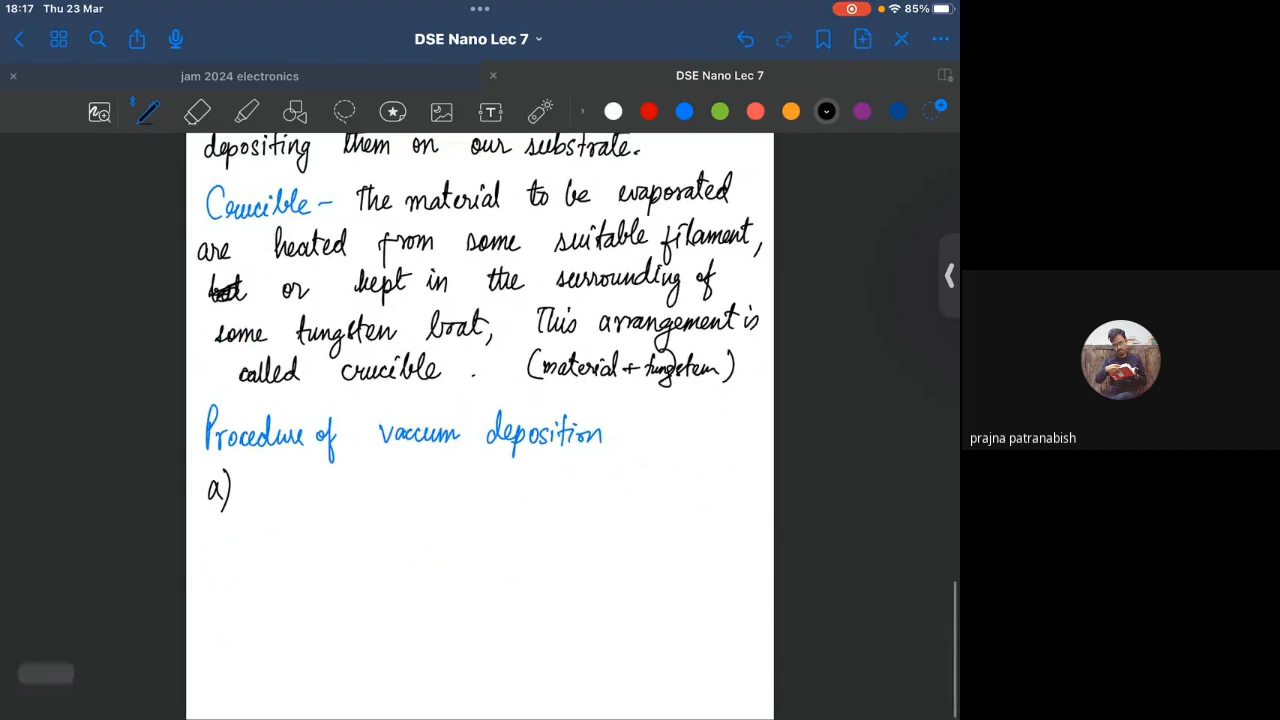 18:17 Thu 23 Mar
85%
DSE Nano Lec 7
jam 2024 electronics
DSE Nano Lec 7
depositing them on our substrate.
Crucible - The material to be evaporated
are heated from some suitable filament,
or kept in the surrounding of
some tungsten boat, This arrangement is
called crucible . (material + tungstem)
Procedure of vaccum deposition
a)
prajna patranabish